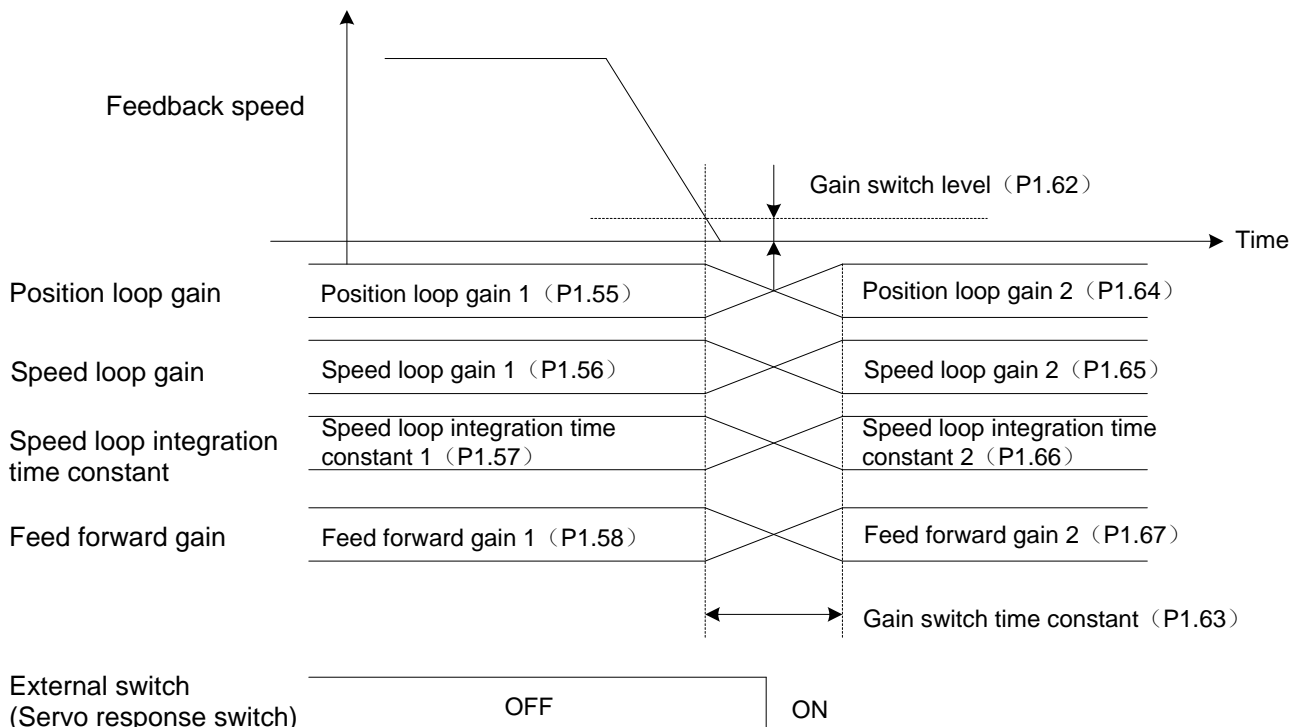 Feedback speed
Gain switch level（P1.62）
Time
Position loop gain
Position loop gain 1（P1.55）
Position loop gain 2（P1.64）
Speed loop gain
Speed loop gain 1（P1.56）
Speed loop gain 2（P1.65）
Speed loop integration
time constant
Speed loop integration time
constant 1（P1.57）
Speed loop integration time
constant 2（P1.66）
Feed forward gain
Feed forward gain 1（P1.58）
Feed forward gain 2（P1.67）
Gain switch time constant（P1.63）
External switch
(Servo response switch)
OFF
ON